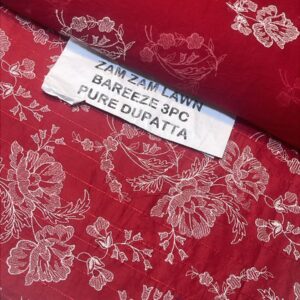 ZAM ZAM LAWN
BAREEZE 3PC
PURE DUPATTA